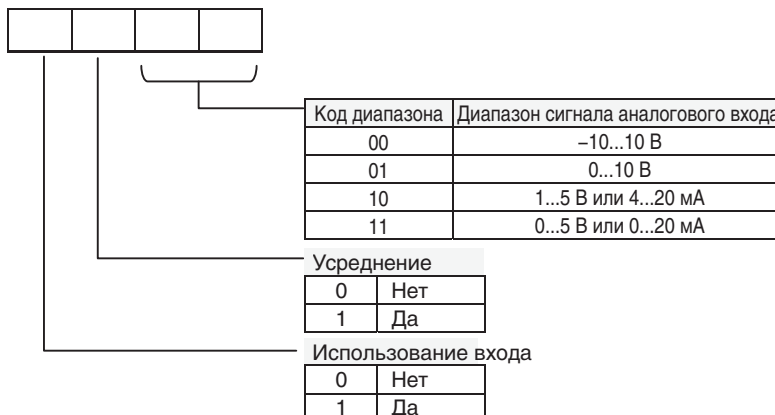 Код диапазона Диапазон сигнала аналогового входа
00 –10...10 В
01 0...10 В
10 1...5 В или 4...20 мА
11 0...5 В или 0...20 мА
Усреднение
0 Нет
1 Да
Использование входа
0 Нет
1 Да